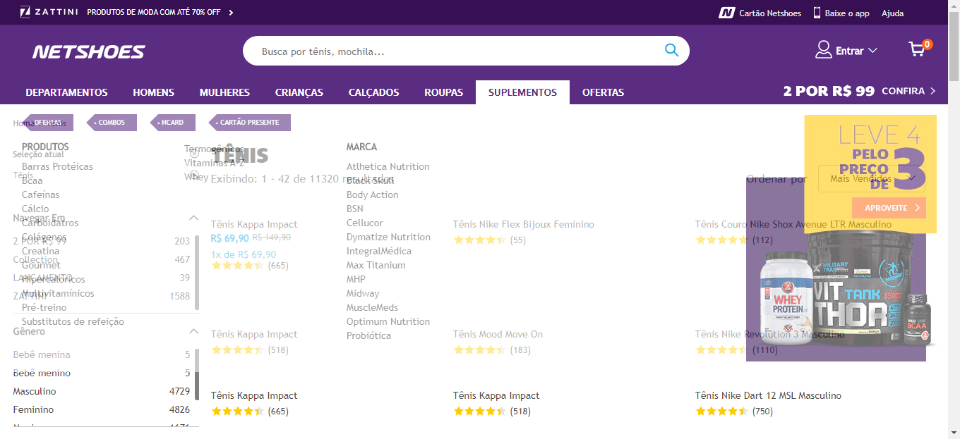 ZATTINI PRODUTOS DE MODA COM ATÉ 70% OFF
Cartão Netshoes Baixe o app Ajuda
NETSHOES
Busca por tênis, mochila...
Entrar
0
DEPARTAMENTOS HOMENS MULHERES CRIANÇAS CALÇADOS ROUPAS SUPLEMENTOS OFERTAS
2 POR R$ 99 CONFIRA
OFERTAS
COMBOS
NCARD
CARTÃO PRESENTE
PRODUTOS
Barras Protéicas
Bcaa
Cafeínas
Cálcio
Carboidratos
Colágenos
Creatina
Gourmet
Hipercalóricos
Multivitamínicos
Pré-treino
Substitutos de refeição
Termogênicos
Vitaminas A-Z
Whey
MARCA
Atlhetica Nutrition
Black Skull
Body Action
BSN
Cellucor
Dymatize Nutrition
IntegralMédica
Max Titanium
MHP
Midway
MuscleMeds
Optimum Nutrition
Probiótica
LEVE 4
PELO
PREÇO
DE 3
APROVEITE
WHEY
PROTEIN
VIT
THOR
TANK
BCAA
Seleção atual
Tênis
Navegar Em
2 POR R$ 99 203
Collection 467
LANÇAMENTO 39
ZATTINI 1588
Gênero
Bebê menina 5
Bebê menino 5
Masculino 4729
Feminino 4826
TÊNIS
Exibindo: 1 - 42 de 11320 resultados
Ordenar por Mais Vendidos
Tênis Kappa Impact
R$ 69,90 R$ 149,90
1x de R$ 69,90
(665)
Tênis Nike Flex Bijoux Feminino
(55)
Tênis Couro Nike Shox Avenue LTR Masculino
(112)
Tênis Kappa Impact
(518)
Tênis Mood Move On
(183)
Tênis Nike Revolution 3 Masculino
(1110)
Tênis Kappa Impact
(665)
Tênis Kappa Impact
(518)
Tênis Nike Dart 12 MSL Masculino
(750)